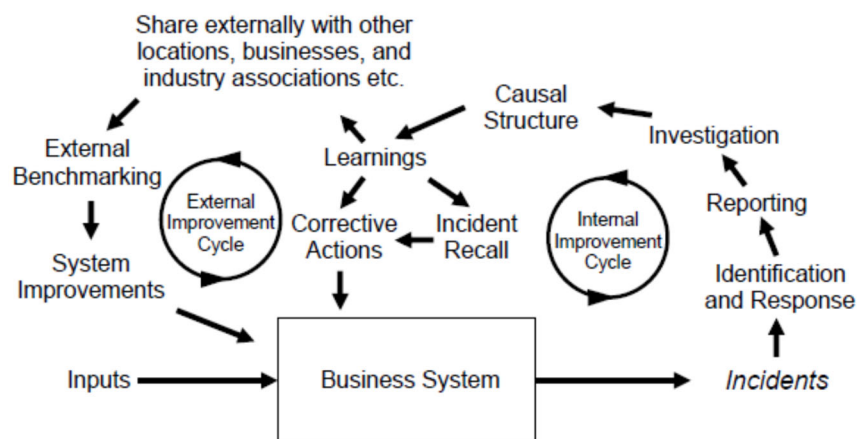 Share externally with other
locations, businesses, and
industry associations etc.
Causal
Structure
Investigation
External
Benchmarking
Learnings
External
Improvement
Cycle
Internal
Improvement
Cycle
Reporting
Corrective
Actions
Incident
Recall
System
Improvements
Identification
and Response
Inputs
Business System
Incidents